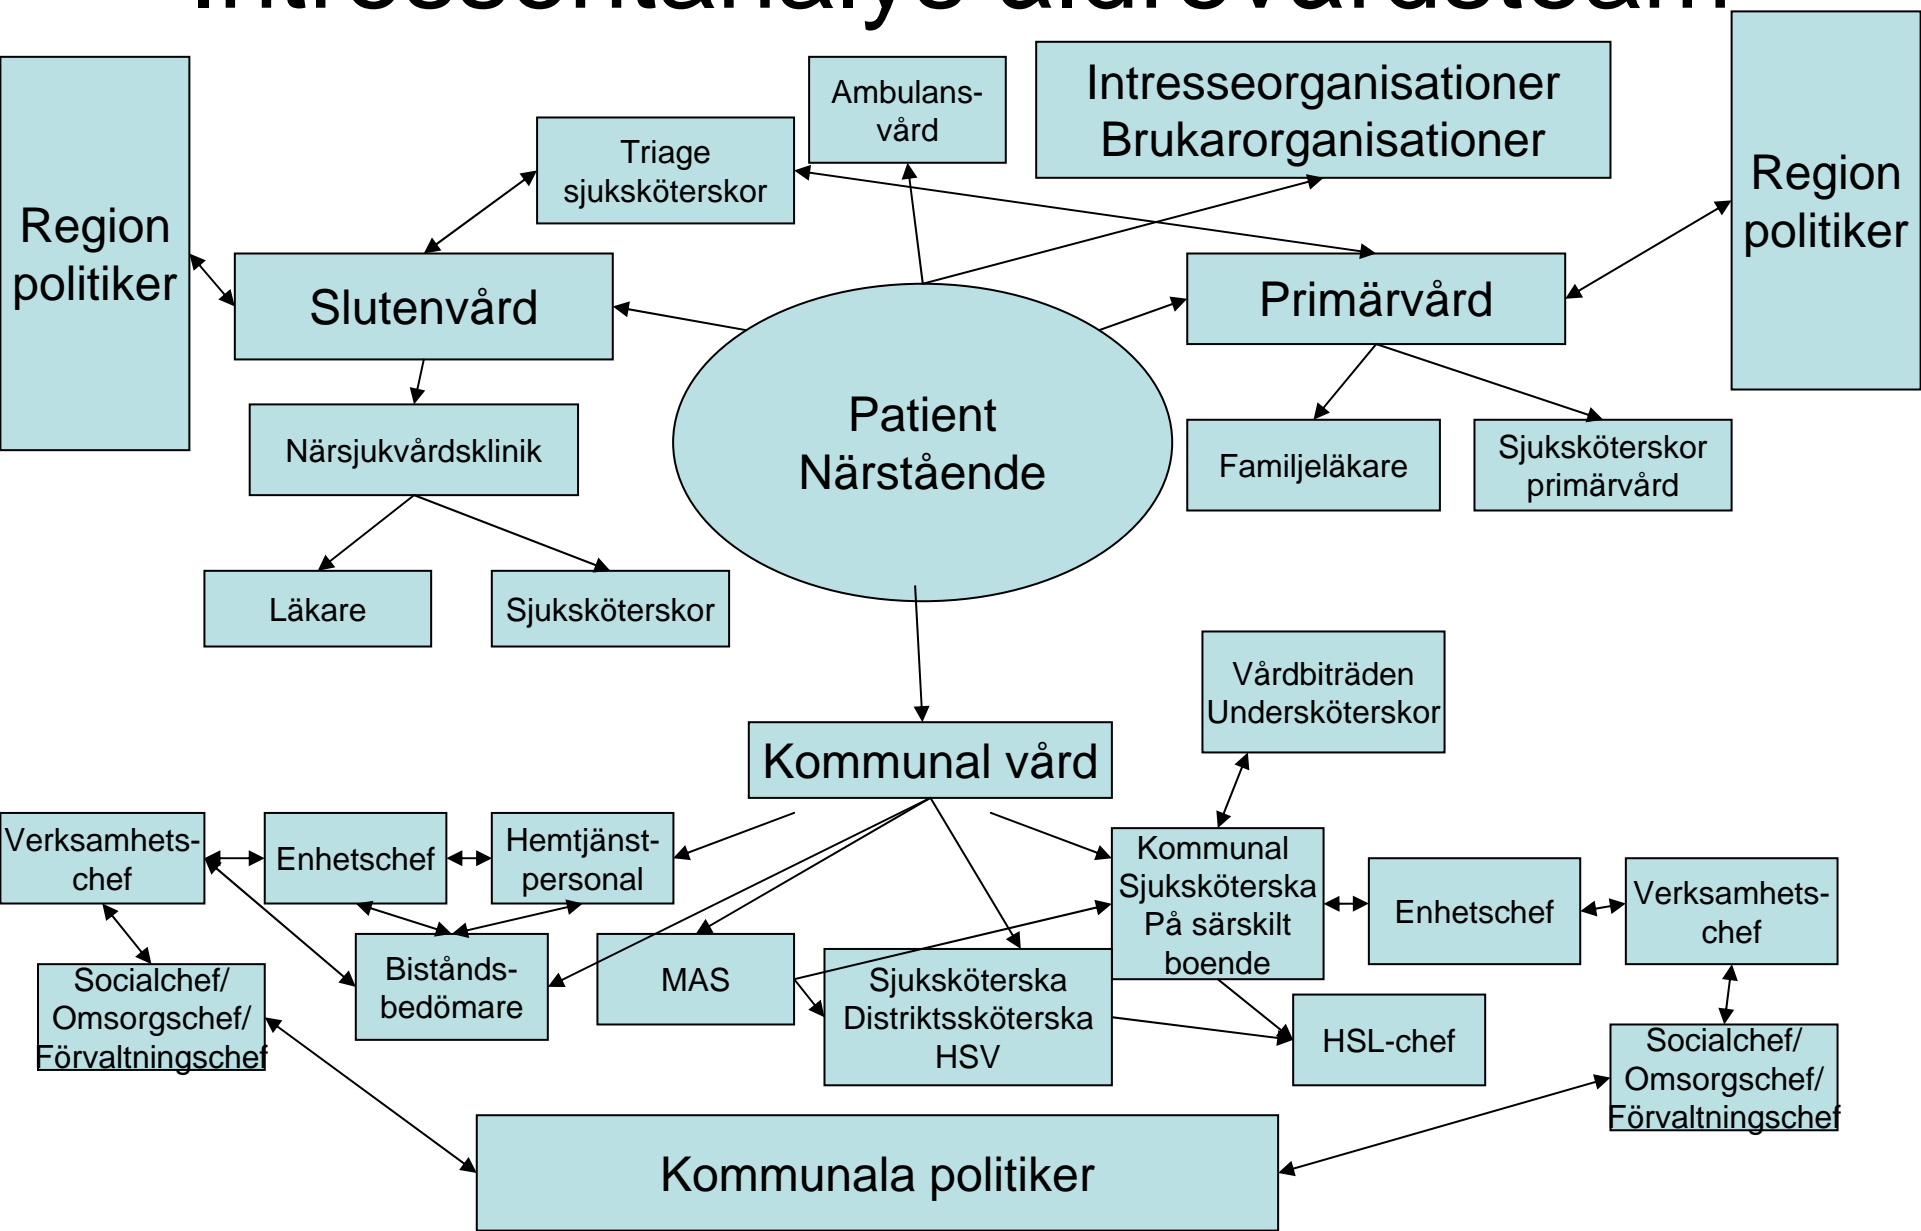 Intressentanalys äldrevårdsteam
Region
politiker
Triage
sjuksköterskor
Ambulans-
vård
Intresseorganisationer
Brukarorganisationer
Region
politiker
Slutenvård
Primärvård
Patient
Närstående
Närsjukvårdsklinik
Familjeläkare
Sjuksköterskor
primärvård
Läkare
Sjuksköterskor
Vårdbiträden
Undersköterskor
Kommunal vård
Verksamhets-
chef
Enhetschef
Hemtjänst-
personal
Kommunal
Sjuksköterska
På särskilt
boende
Enhetschef
Verksamhets-
chef
Socialchef/
Omsorgschef/
Förvaltningschef
Bistånds-
bedömare
MAS
Sjuksköterska
Distriktssköterska
HSV
HSL-chef
Socialchef/
Omsorgschef/
Förvaltningschef
Kommunala politiker